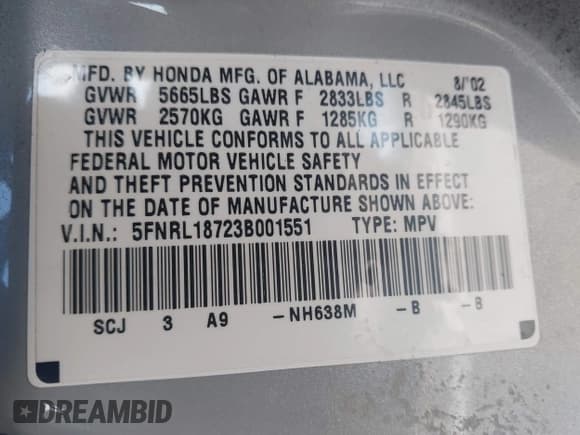 MFD. BY HONDA MFG. OF ALABAMA, LLC 8/'02
GVWR 5665LBS GAWR F 2833LBS R 2845LBS
GVWR 2570KG GAWR F 1285KG R 1290KG
THIS VEHICLE CONFORMS TO ALL APPLICABLE
FEDERAL MOTOR VEHICLE SAFETY
AND THEFT PREVENTION STANDARDS IN EFFECT
ON THE DATE OF MANUFACTURE SHOWN ABOVE:
V.I.N.: 5FNRL18723B001551 TYPE: MPV
SCJ 3 A9 -NH638M -B -B
DREAMBID